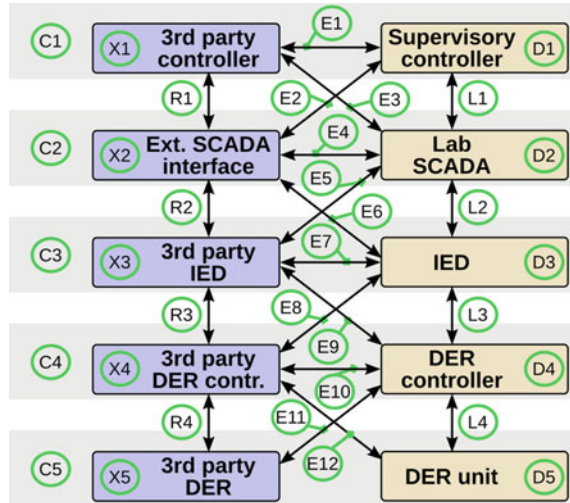 C1 X1 3rd party controller E1 Supervisory controller D1
R1 E2 E3 L1
C2 X2 Ext. SCADA interface E4 Lab SCADA D2
E5
R2 E6 L2
C3 X3 3rd party IED E7 IED D3
R3 E8 E9 L3
C4 X4 3rd party DER contr. E10 DER controller D4
R4 E11 E12 L4
C5 X5 3rd party DER DER unit D5